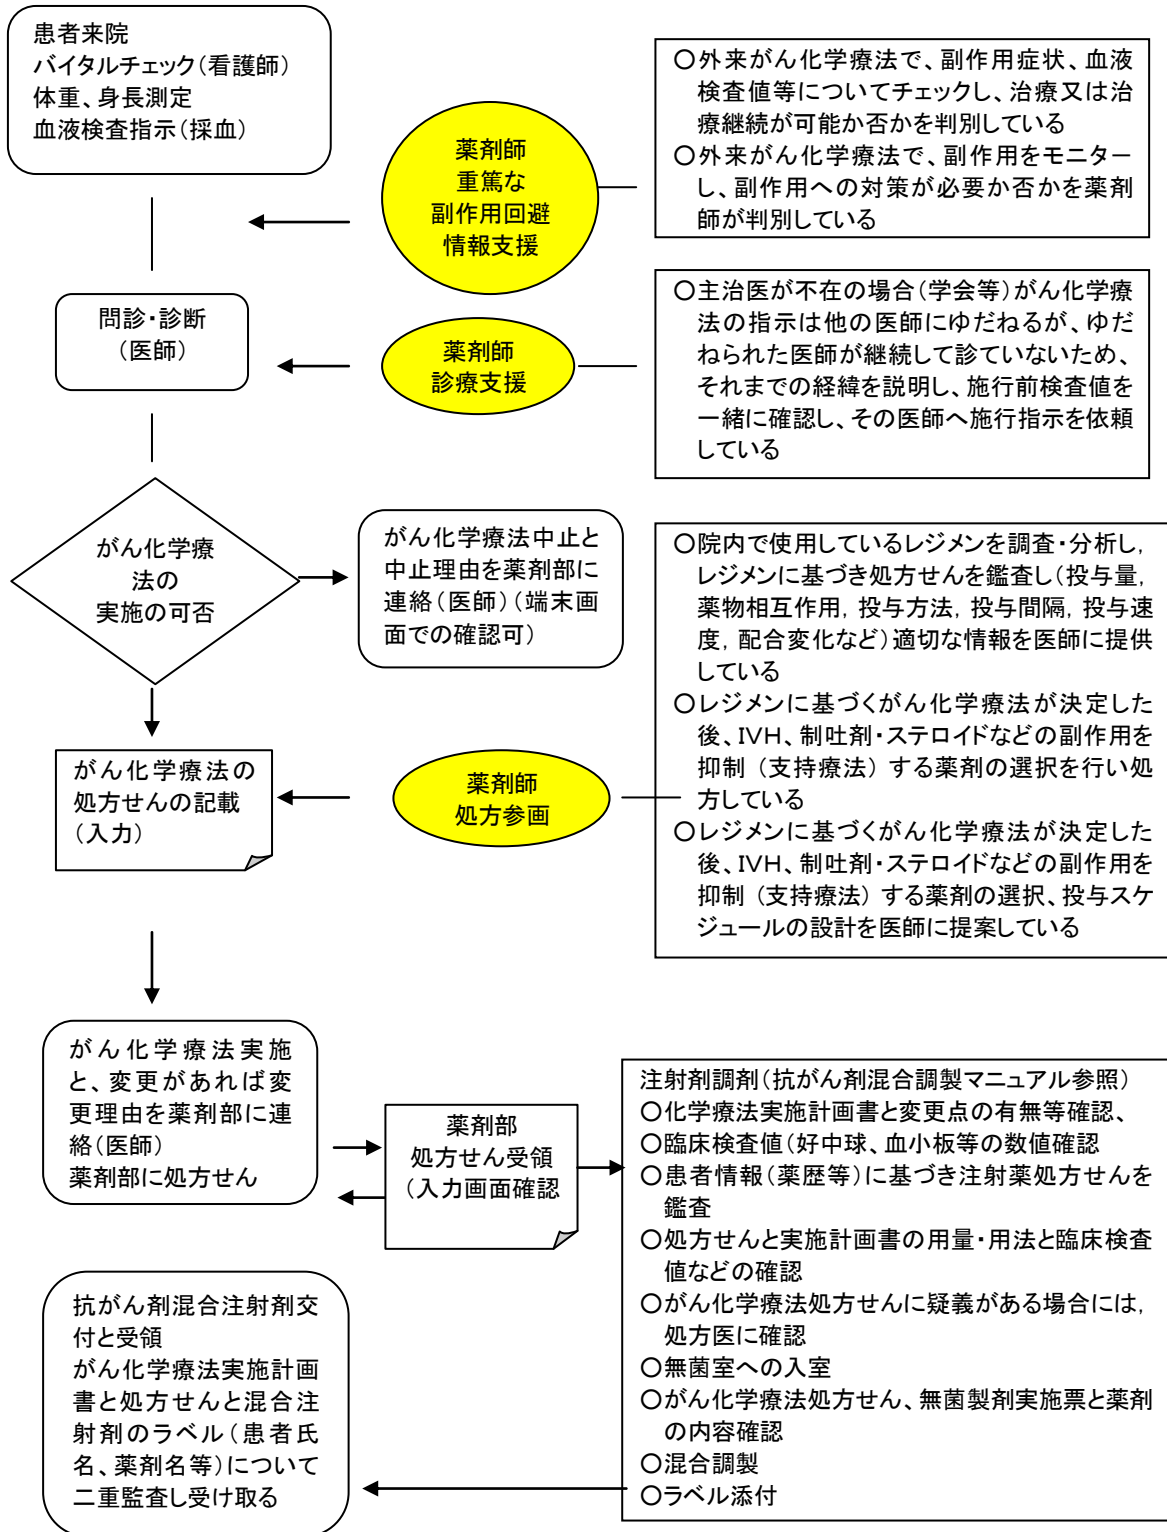 患者来院
バイタルチェック(看護師)
体重、身長測定
血液検査指示(採血)
薬剤師
重篤な
副作用回避
情報支援
○外来がん化学療法で、副作用症状、血液
検査値等についてチェックし、治療又は治
療継続が可能か否かを判別している
○外来がん化学療法で、副作用をモニター
し、副作用への対策が必要か否かを薬剤
師が判別している
問診・診断
(医師)
薬剤師
診療支援
○主治医が不在の場合(学会等)がん化学療
法の指示は他の医師にゆだねるが、ゆだ
ねられた医師が継続して診ていないため、
それまでの経緯を説明し、施行前検査値を
一緒に確認し、その医師へ施行指示を依頼
している
がん化学療
法の
実施の可否
がん化学療法中止と
中止理由を薬剤部に
連絡(医師)(端末画
面での確認可)
○院内で使用しているレジメンを調査・分析し,
レジメンに基づき処方せんを鑑査し(投与量,
薬物相互作用, 投与方法, 投与間隔, 投与速
度, 配合変化など)適切な情報を医師に提供
している
○レジメンに基づくがん化学療法が決定した
後、IVH、制吐剤・ステロイドなどの副作用を
抑制(支持療法)する薬剤の選択を行い処
方している
○レジメンに基づくがん化学療法が決定した
後、IVH、制吐剤・ステロイドなどの副作用を
抑制(支持療法)する薬剤の選択、投与スケ
ジュールの設計を医師に提案している
がん化学療法の
処方せんの記載
(入力)
薬剤師
処方参画
がん化学療法実施
と、変更があれば変
更理由を薬剤部に連
絡(医師)
薬剤部に処方せん
薬剤部
処方せん受領
(入力画面確認
注射剤調剤(抗がん剤混合調製マニュアル参照)
○化学療法実施計画書と変更点の有無等確認、
○臨床検査値(好中球、血小板等の数値確認
○患者情報(薬歴等)に基づき注射薬処方せんを
鑑査
○処方せんと実施計画書の用量・用法と臨床検査
値などの確認
○がん化学療法処方せんに疑義がある場合には,
処方医に確認
○無菌室への入室
○がん化学療法処方せん、無菌製剤実施票と薬剤
の内容確認
○混合調製
○ラベル添付
抗がん剤混合注射剤交
付と受領
がん化学療法実施計画
書と処方せんと混合注
射剤のラベル(患者氏
名、薬剤名等)について
二重監査し受け取る